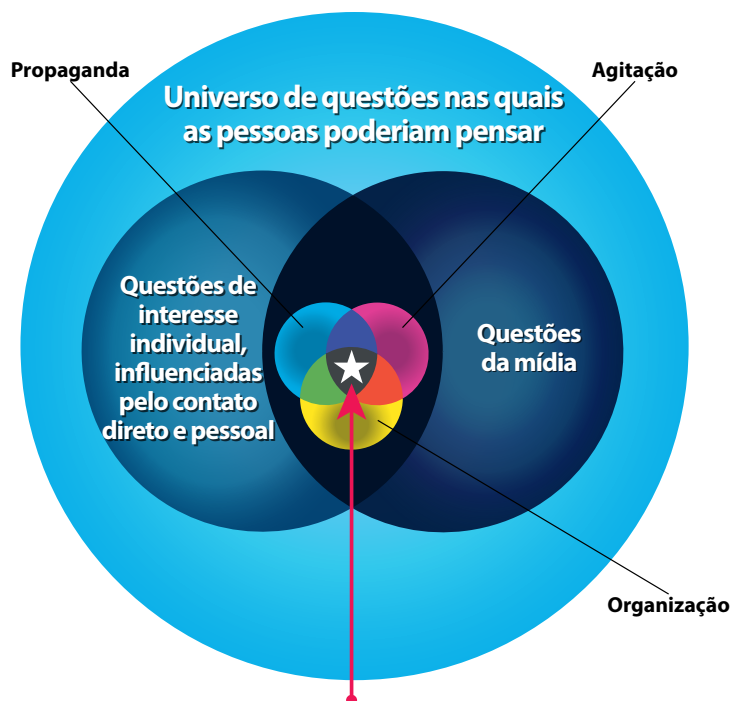 Propaganda
Agitação
Universo de questões nas quais
as pessoas poderiam pensar
Questões de
interesse
individual,
influenciadas
pelo contato
direto e pessoal
Questões
da mídia
Organização